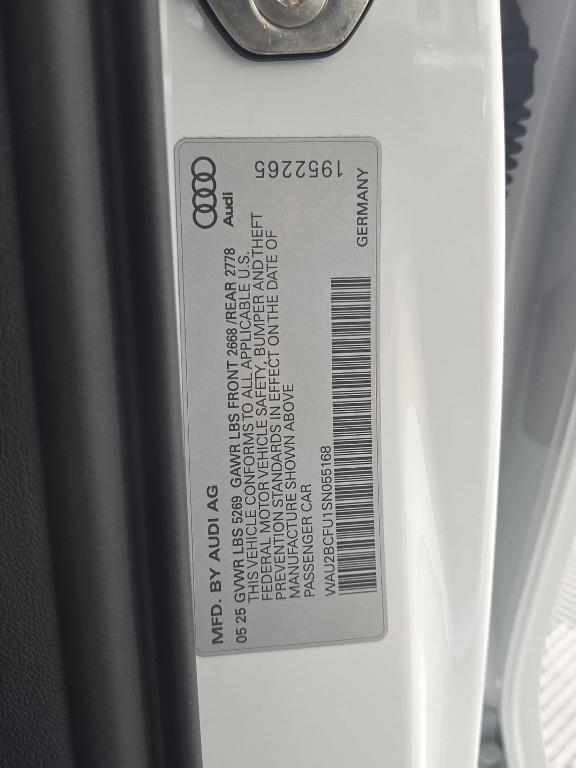 MFD. BY AUDI AG
Audi
05 25 GVWR LBS 5269 GAWR LBS FRONT 2668 /REAR 2778
THIS VEHICLE CONFORMS TO ALL APPLICABLE U.S.
FEDERAL MOTOR VEHICLE SAFETY, BUMPER AND THEFT
PREVENTION STANDARDS IN EFFECT ON THE DATE OF
MANUFACTURE SHOWN ABOVE
PASSENGER CAR
WAU2BCFU1SN055168
GERMANY
1952265